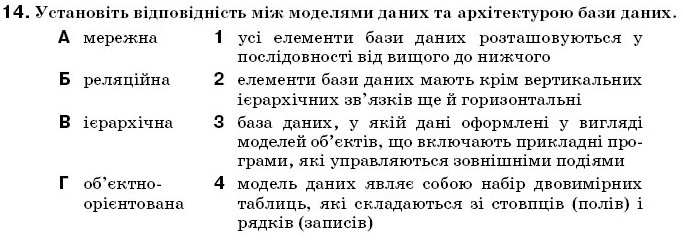 14. Установіть відповідність між моделями даних та архітектурою бази даних.
А мережна 1 усі елементи бази даних розташовуються у
послідовності від вищого до нижчого
Б реляційна 2 елементи бази даних мають крім вертикальних
ієрархічних зв’язків ще й горизонтальні
В ієрархічна 3 база даних, у якій дані оформлені у вигляді
моделей об’єктів, що включають прикладні про-
грами, які управляються зовнішніми подіями
Г об’єктно- 4 модель даних являє собою набір двовимірних
орієнтована таблиць, які складаються зі стовпців (полів) і
рядків (записів)